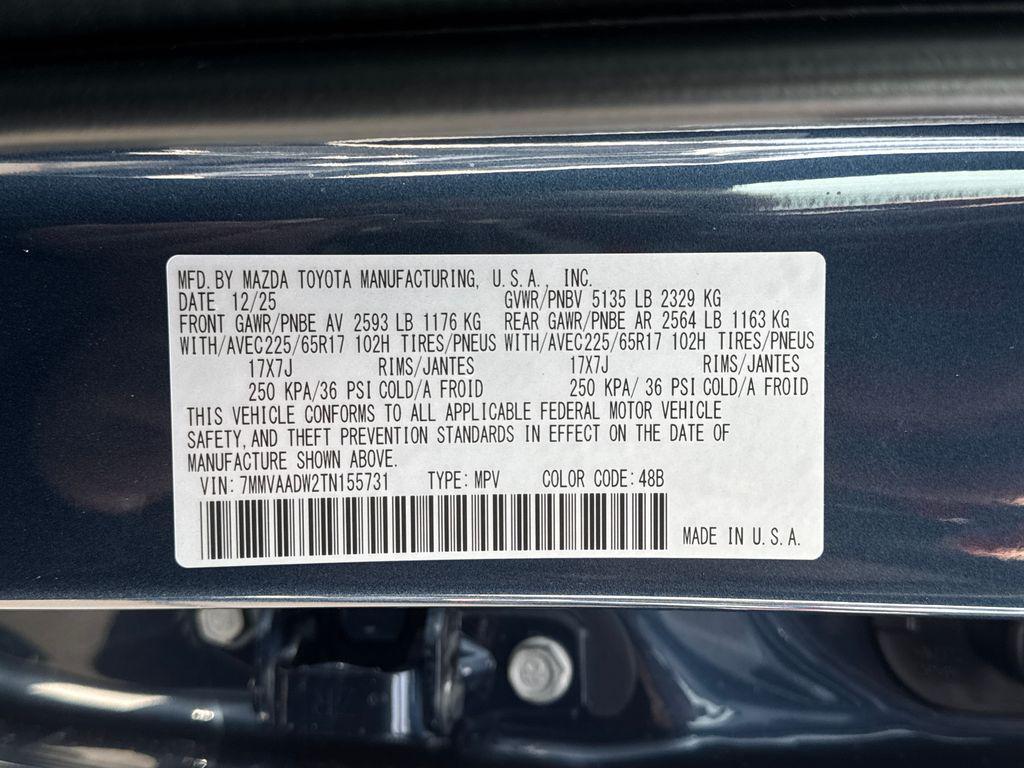 MFD. BY MAZDA TOYOTA MANUFACTURING, U.S.A., INC.
DATE 12/25 GVWR/PNBV 5135 LB 2329 KG
FRONT GAWR/PNBE AV 2593 LB 1176 KG REAR GAWR/PNBE AR 2564 LB 1163 KG
WITH/AVEC225/65R17 102H TIRES/PNEUS WITH/AVEC225/65R17 102H TIRES/PNEUS
17X7J RIMS/JANTES 17X7J RIMS/JANTES
250 KPA/36 PSI COLD/A FROID 250 KPA/ 36 PSI COLD/A FROID
THIS VEHICLE CONFORMS TO ALL APPLICABLE FEDERAL MOTOR VEHICLE
SAFETY, AND THEFT PREVENTION STANDARDS IN EFFECT ON THE DATE OF
MANUFACTURE SHOWN ABOVE.
VIN: 7MMVAADW2TN155731 TYPE: MPV COLOR CODE: 48B
MADE IN U.S.A.